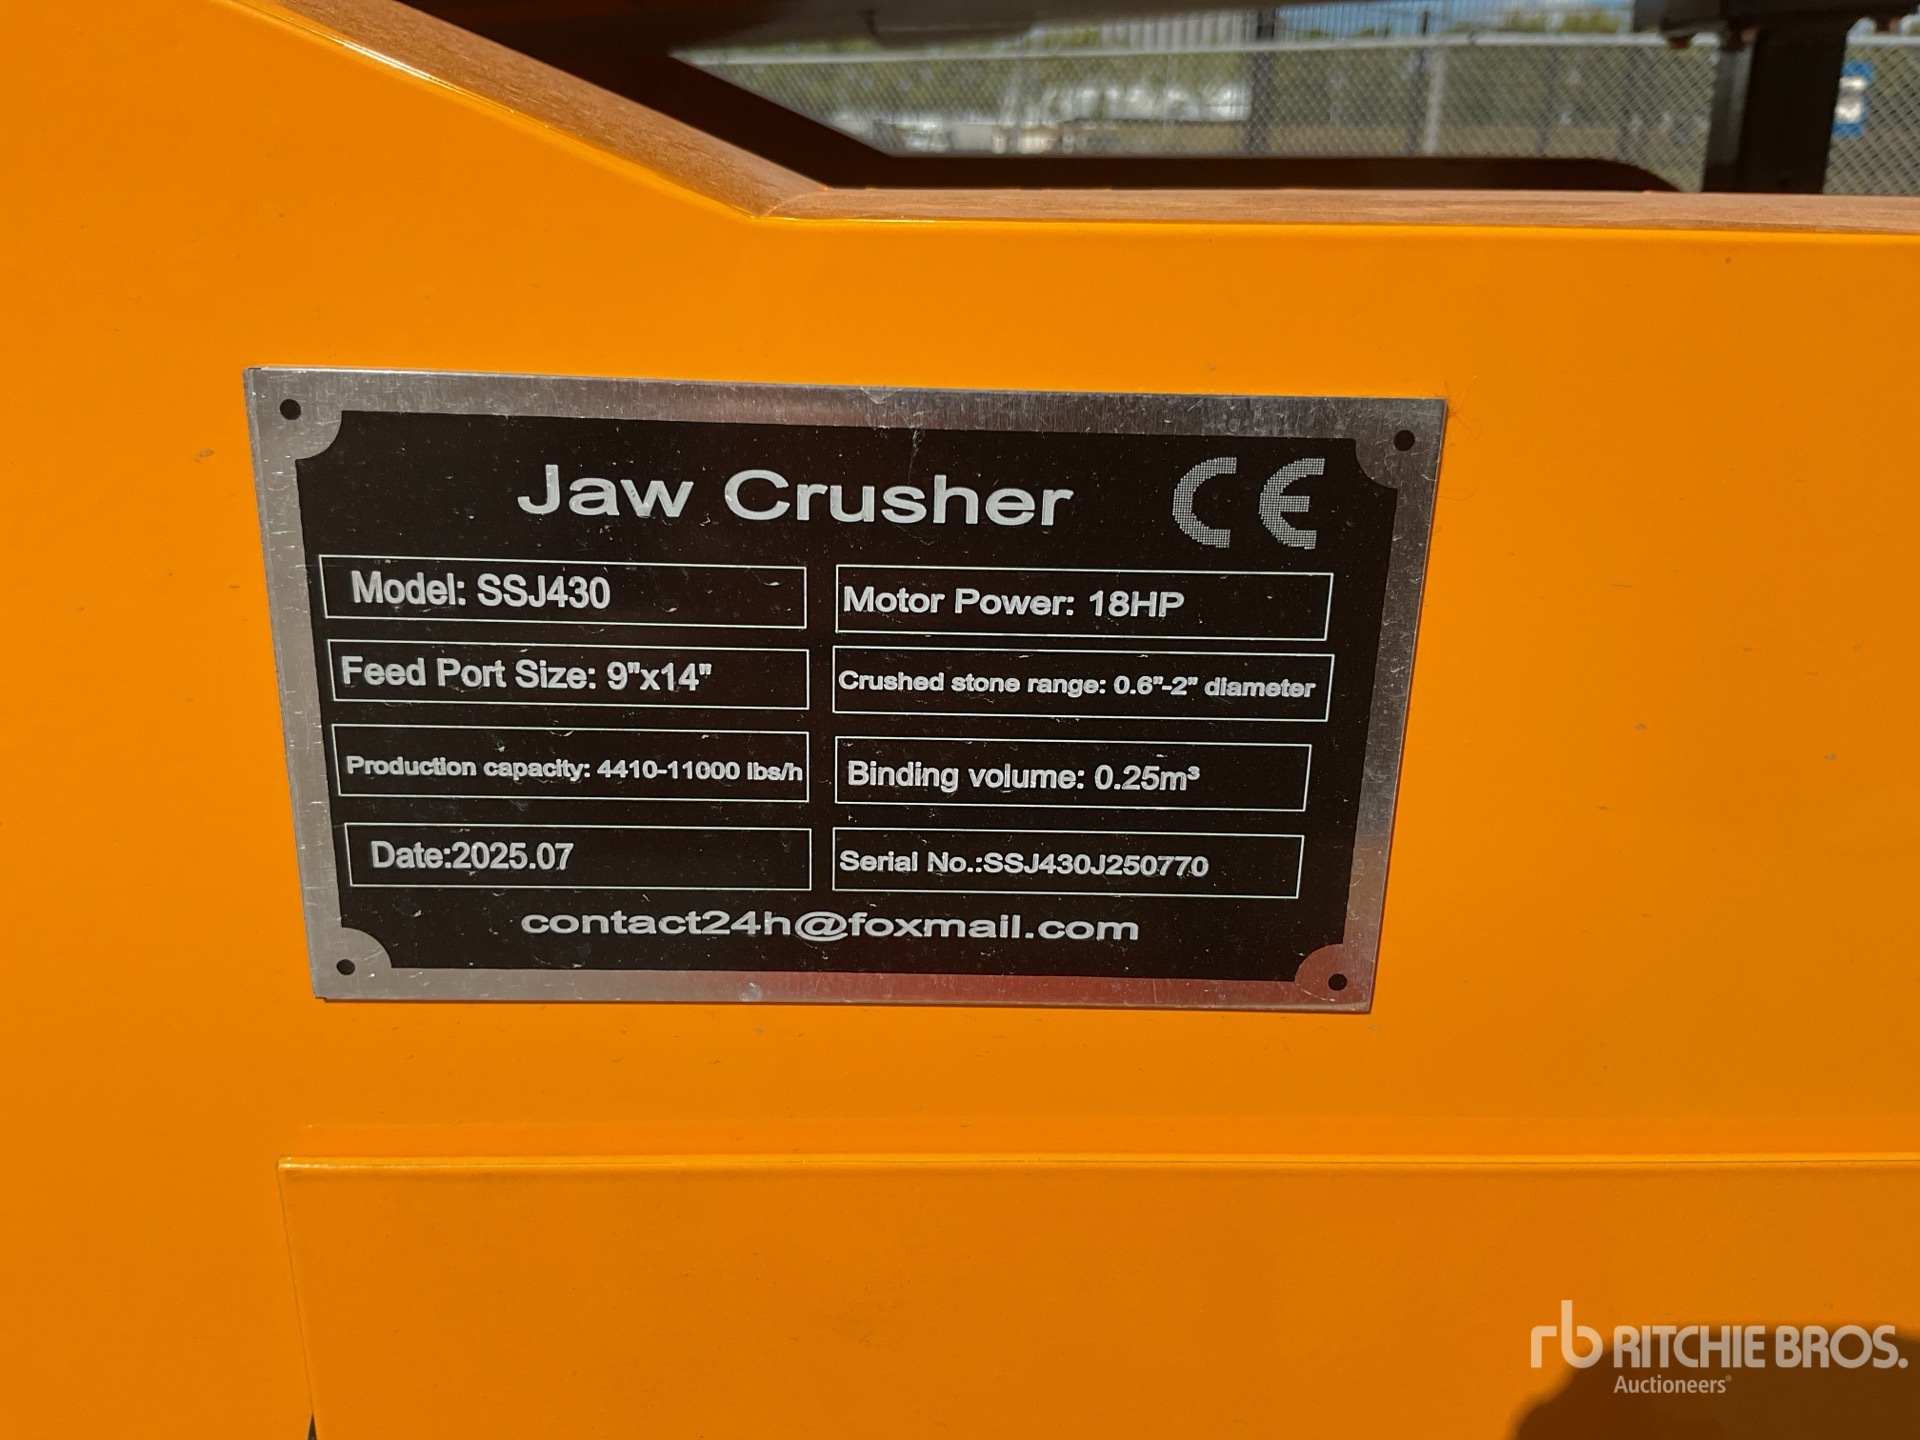 Jaw Crusher CE
Model: SSJ430
Motor Power: 18HP
Feed Port Size: 9"x14"
Crushed stone range: 0.6"-2" diameter
Production capacity: 4410-11000 lbs/h
Binding volume: 0.25m³
Date:2025.07
Serial No.:SSJ430J250770
contact24h@foxmail.com
rb RITCHIE BROS.
Auctioneers